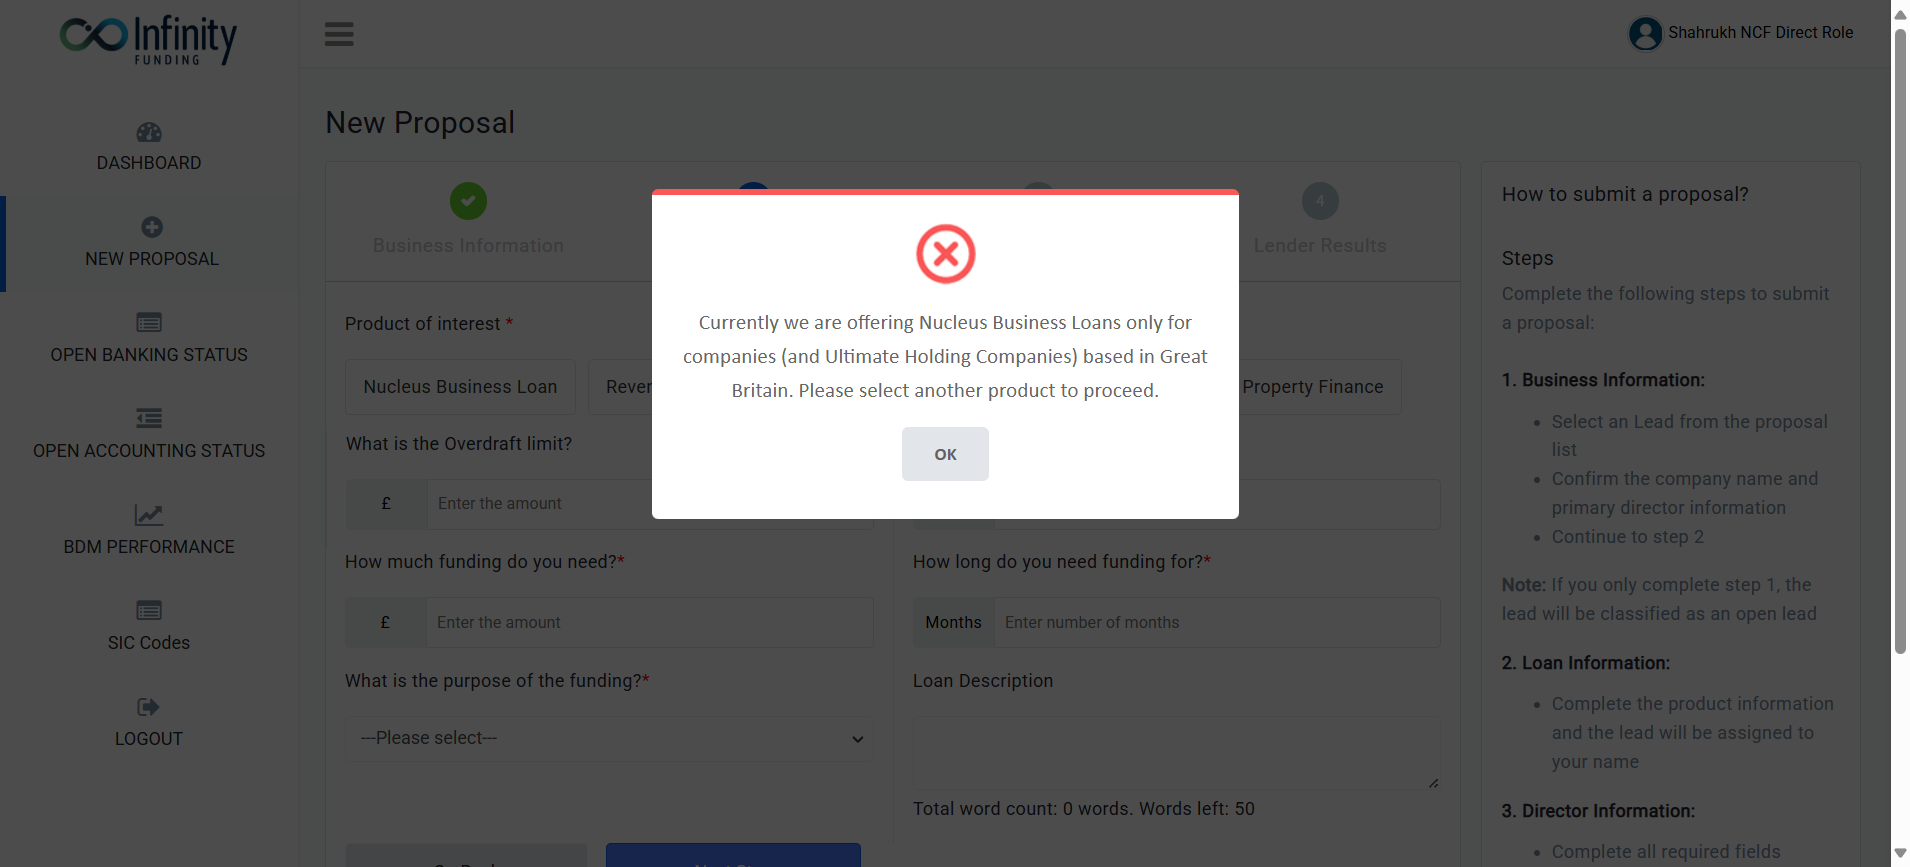 Infinity
FUNDING
Shahrukh NCF Direct Role
DASHBOARD
NEW PROPOSAL
OPEN BANKING STATUS
OPEN ACCOUNTING STATUS
BDM PERFORMANCE
SIC Codes
LOGOUT
New Proposal
Business Information
4
Lender Results
Product of interest *
Nucleus Business Loan
Property Finance
What is the Overdraft limit?
£ Enter the amount
How much funding do you need?*
£ Enter the amount
How long do you need funding for?*
Months Enter number of months
What is the purpose of the funding?*
---Please select---
Loan Description
Total word count: 0 words. Words left: 50
Currently we are offering Nucleus Business Loans only for
companies (and Ultimate Holding Companies) based in Great
Britain. Please select another product to proceed.
OK
How to submit a proposal?
Steps
Complete the following steps to submit
a proposal:
1. Business Information:
• Select an Lead from the proposal
list
• Confirm the company name and
primary director information
• Continue to step 2
Note: If you only complete step 1, the
lead will be classified as an open lead
2. Loan Information:
• Complete the product information
and the lead will be assigned to
your name
3. Director Information:
• Complete all required fields